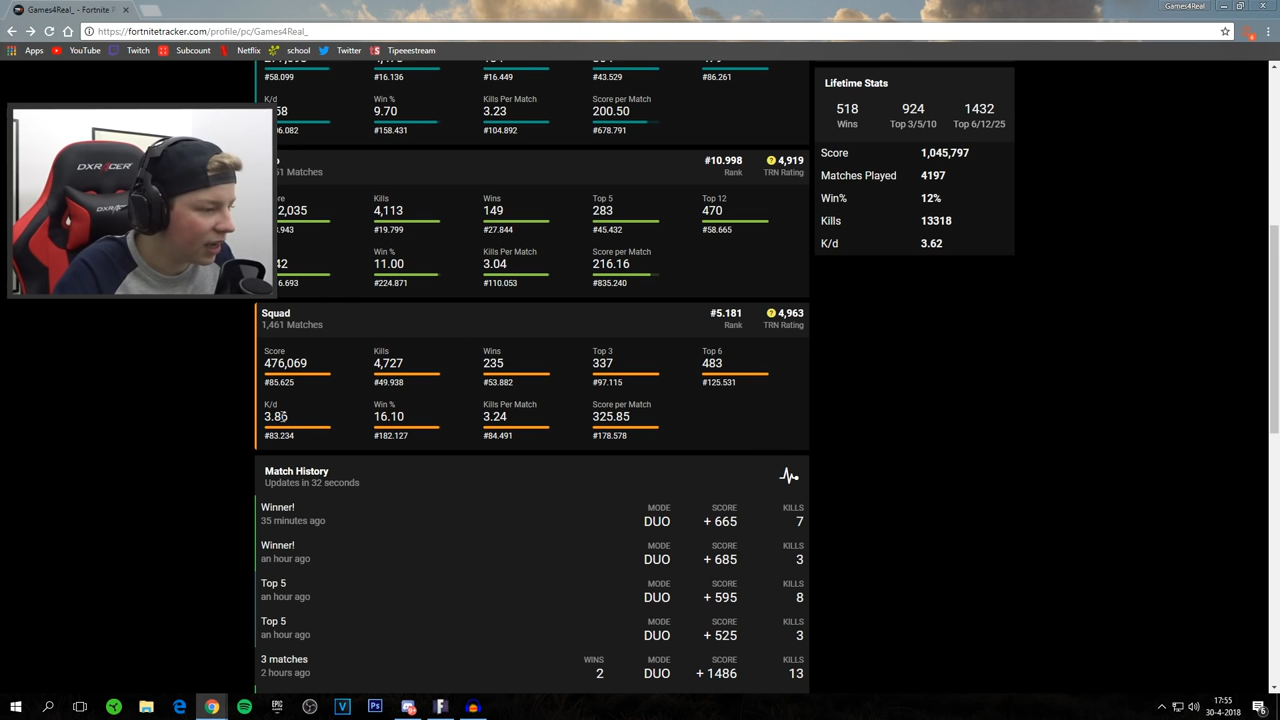 Games4Real_ - Fortnite
Games4Real
https://fortnitetracker.com/profile/pc/Games4Real_
Apps YouTube Twitch Subcount Netflix school Twitter Tipeeestream
#58.099 #16.136 #16.449 #43.529 #86.261
K/d Win % Kills Per Match Score per Match
58 9.70 3.23 200.50
#158.431 #104.892 #678.791
DXRACER
#10.998 4,919
Matches Rank TRN Rating
Kills Wins Top 5 Top 12
2,035 4,113 149 283 470
#19.799 #27.844 #45.432 #58.665
Win % Kills Per Match Score per Match
42 11.00 3.04 216.16
#224.871 #110.053 #835.240
Squad #5.181 4,963
1,461 Matches Rank TRN Rating
Score Kills Wins Top 3 Top 6
476,069 4,727 235 337 483
#85.625 #49.938 #53.882 #97.115 #125.531
K/d Win % Kills Per Match Score per Match
3.85 16.10 3.24 325.85
#83.234 #182.127 #84.491 #178.578
Match History
Updates in 32 seconds
Winner! MODE SCORE KILLS
35 minutes ago DUO + 665 7
Winner! MODE SCORE KILLS
an hour ago DUO + 685 3
Top 5 MODE SCORE KILLS
an hour ago DUO + 595 8
Top 5 MODE SCORE KILLS
an hour ago DUO + 525 3
3 matches WINS MODE SCORE KILLS
2 hours ago 2 DUO + 1486 13
Lifetime Stats
518 924 1432
Wins Top 3/5/10 Top 6/12/25
Score 1,045,797
Matches Played 4197
Win% 12%
Kills 13318
K/d 3.62
EPIC
V
Ps
17:55
30-4-2018
6